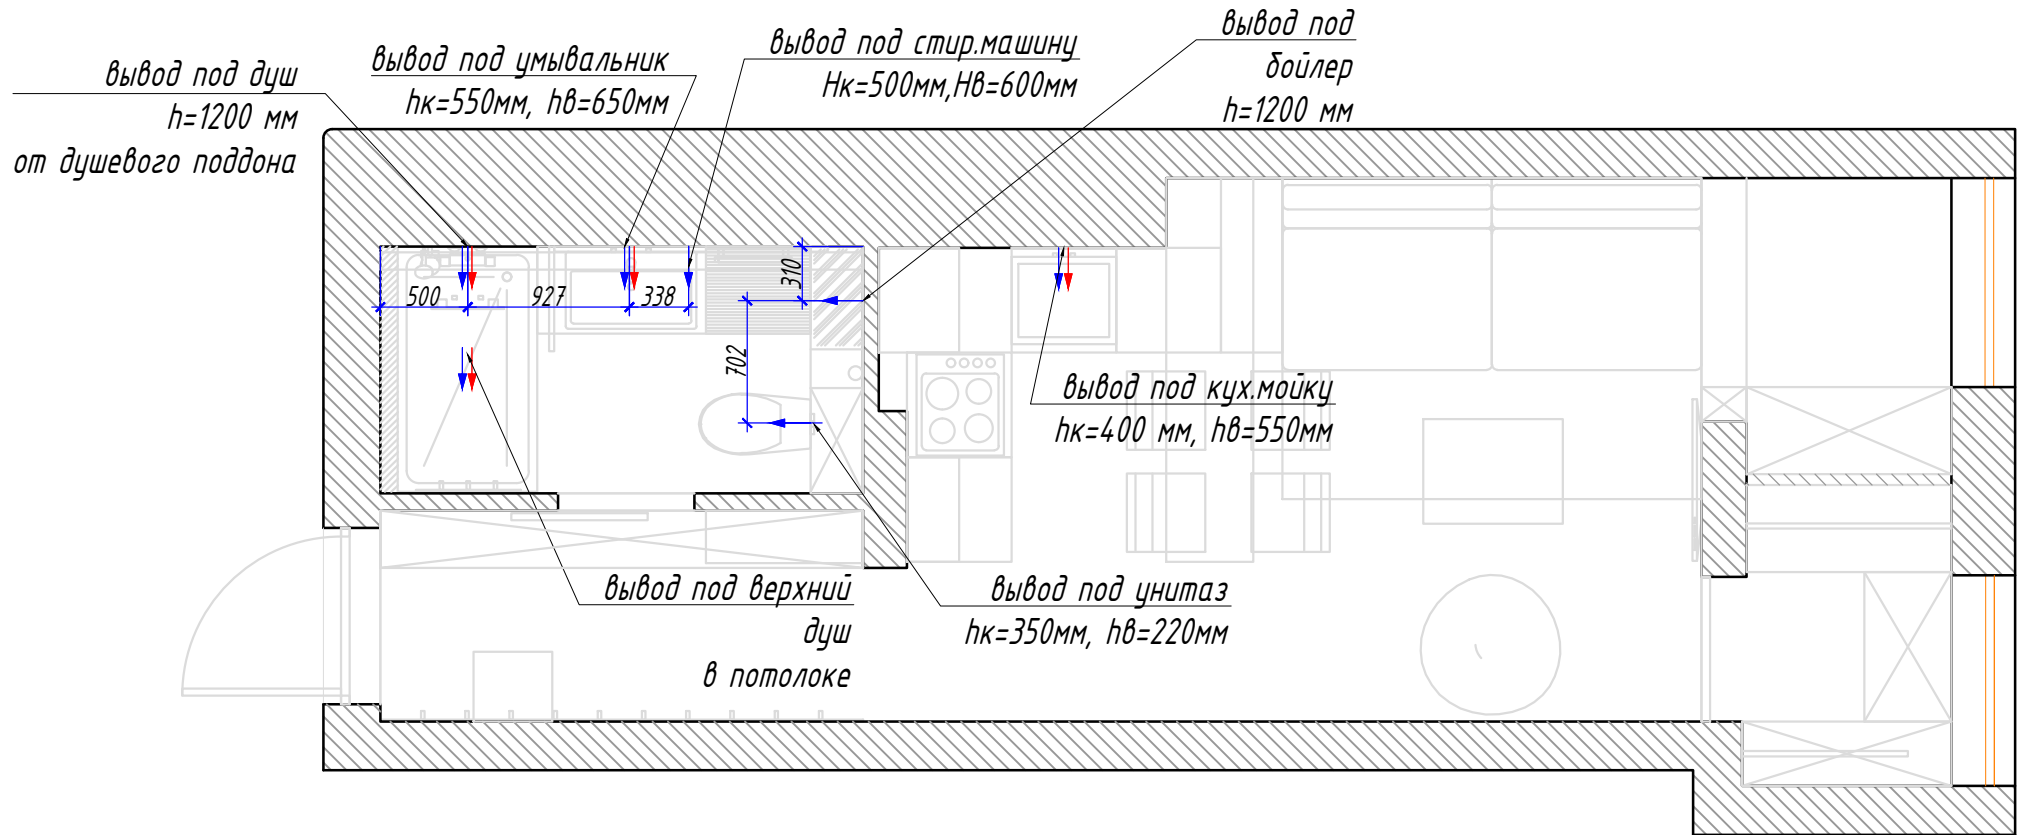 вывод под душ
h=1200 мм
от душевого поддона
вывод под умывальник
hк=550мм, hв=650мм
вывод под стир.машину
Нк=500мм,Нв=600мм
вывод под
бойлер
h=1200 мм
500
927
338
310
702
вывод под кух.мойку
hк=400 мм, hв=550мм
вывод под верхний
душ
в потолоке
вывод под унитаз
hк=350мм, hв=220мм